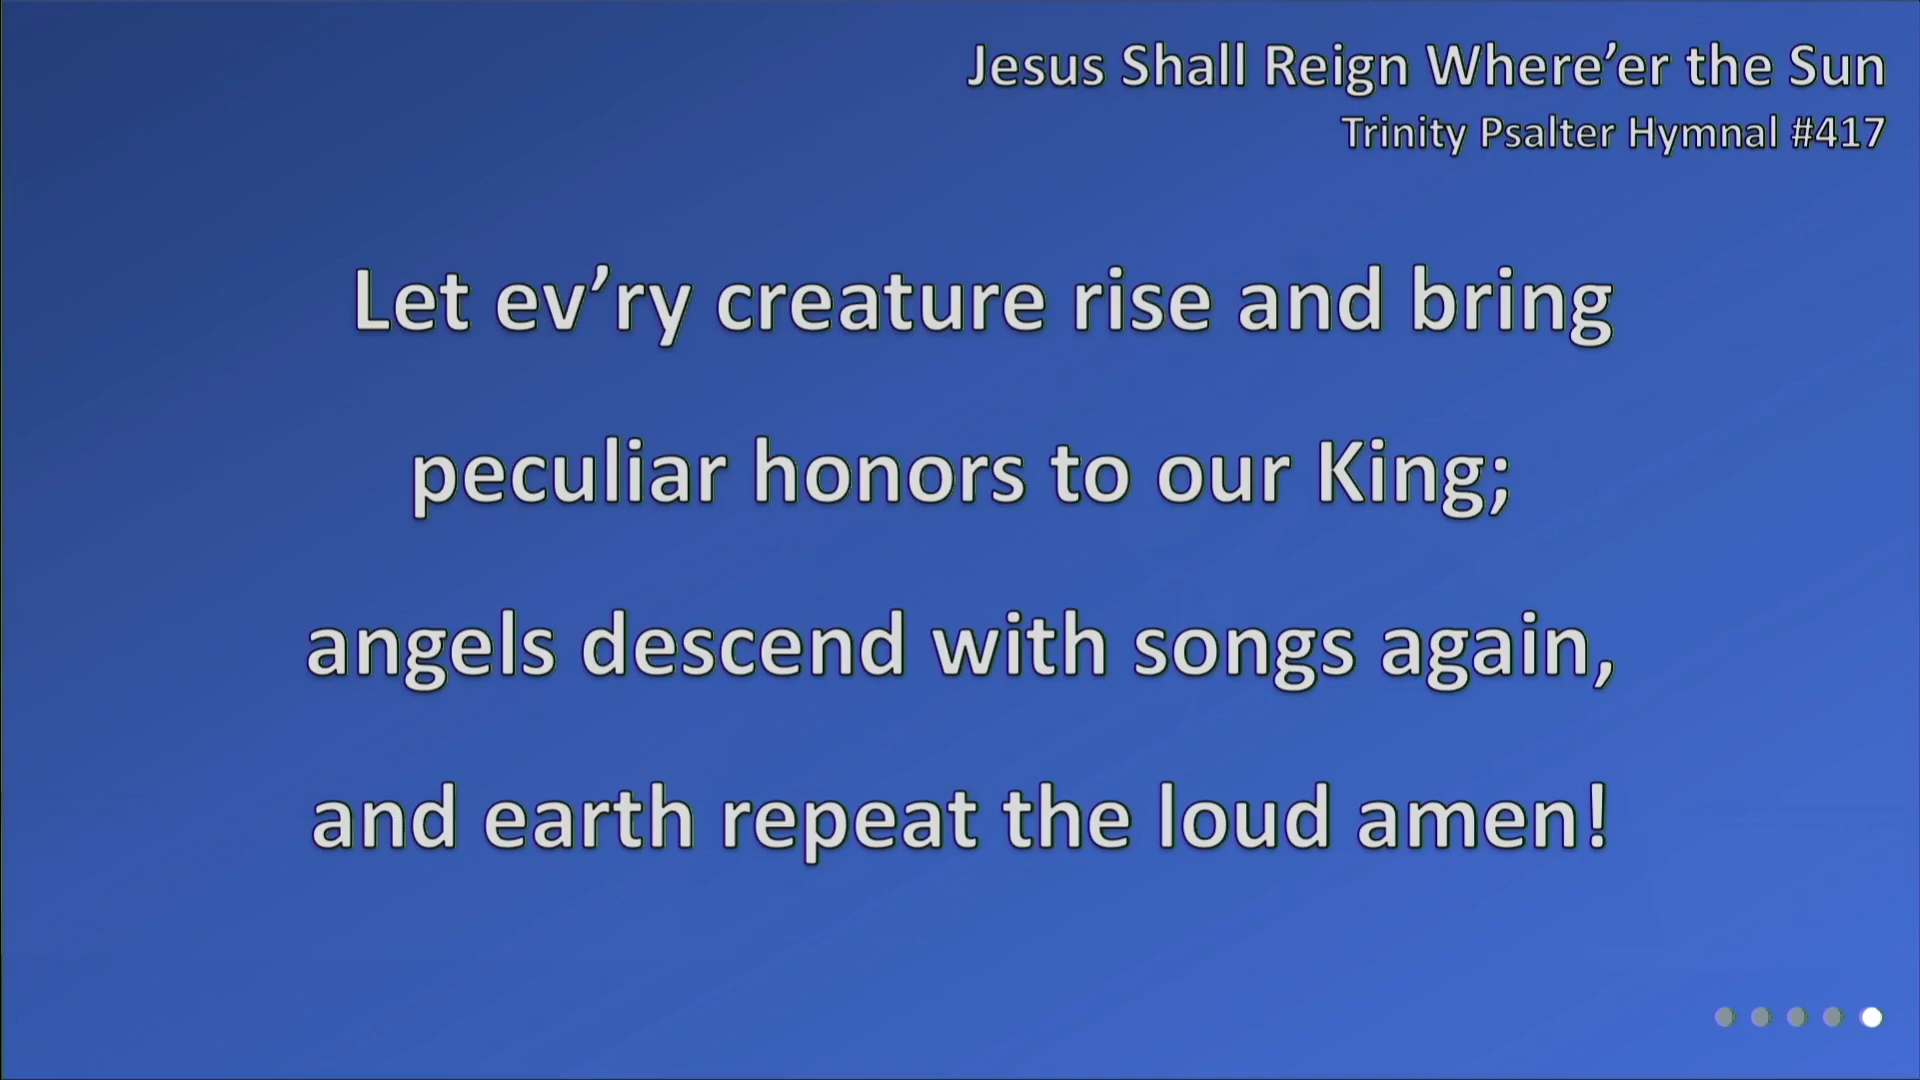 Jesus Shall Reign Where’er the Sun
Trinity Psalter Hymnal #417
Let ev’ry creature rise and bring
peculiar honors to our King;
angels descend with songs again,
and earth repeat the loud amen!